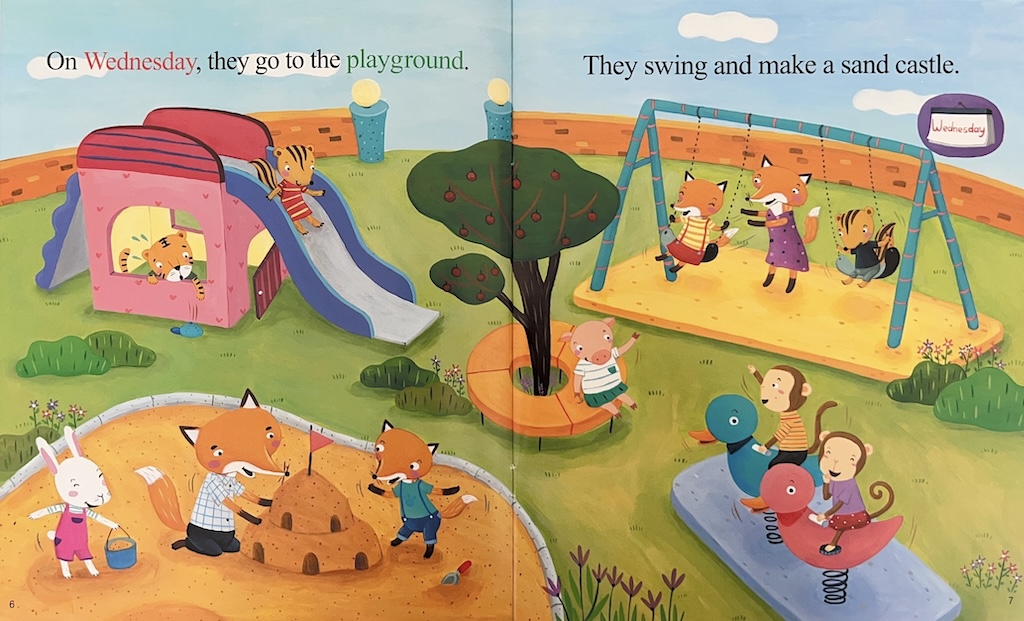 On Wednesday, they go to the playground.
They swing and make a sand castle.
Wednesday
6
7